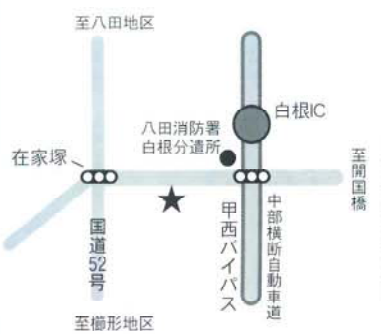 至八田地区
白根IC
八田消防署
白根分遣所
在家塚
至開国橋
国道52号
甲西バイパス
中部横断自動車道
至櫛形地区